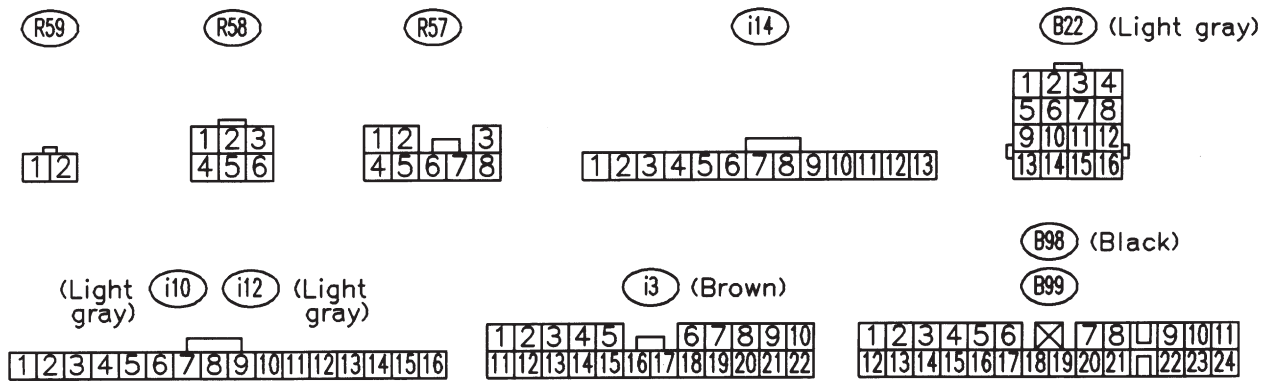 R59 R58 R57 i14 B22 (Light gray)
1 2 3 4
5 6 7 8
1 2 3 1 2 3 9 10 11 12
1 2 4 5 6 4 5 6 7 8 1 2 3 4 5 6 7 8 9 10 11 12 13 13 14 15 16
B98 (Black)
(Light gray) i10 i12 (Light gray) i3 (Brown) B99
1 2 3 4 5 6 7 8 9 10 1 2 3 4 5 6 7 8 9 10 11
1 2 3 4 5 6 7 8 9 10 11 12 13 14 15 16 11 12 13 14 15 16 17 18 19 20 21 22 12 13 14 15 16 17 18 19 20 21 22 23 24